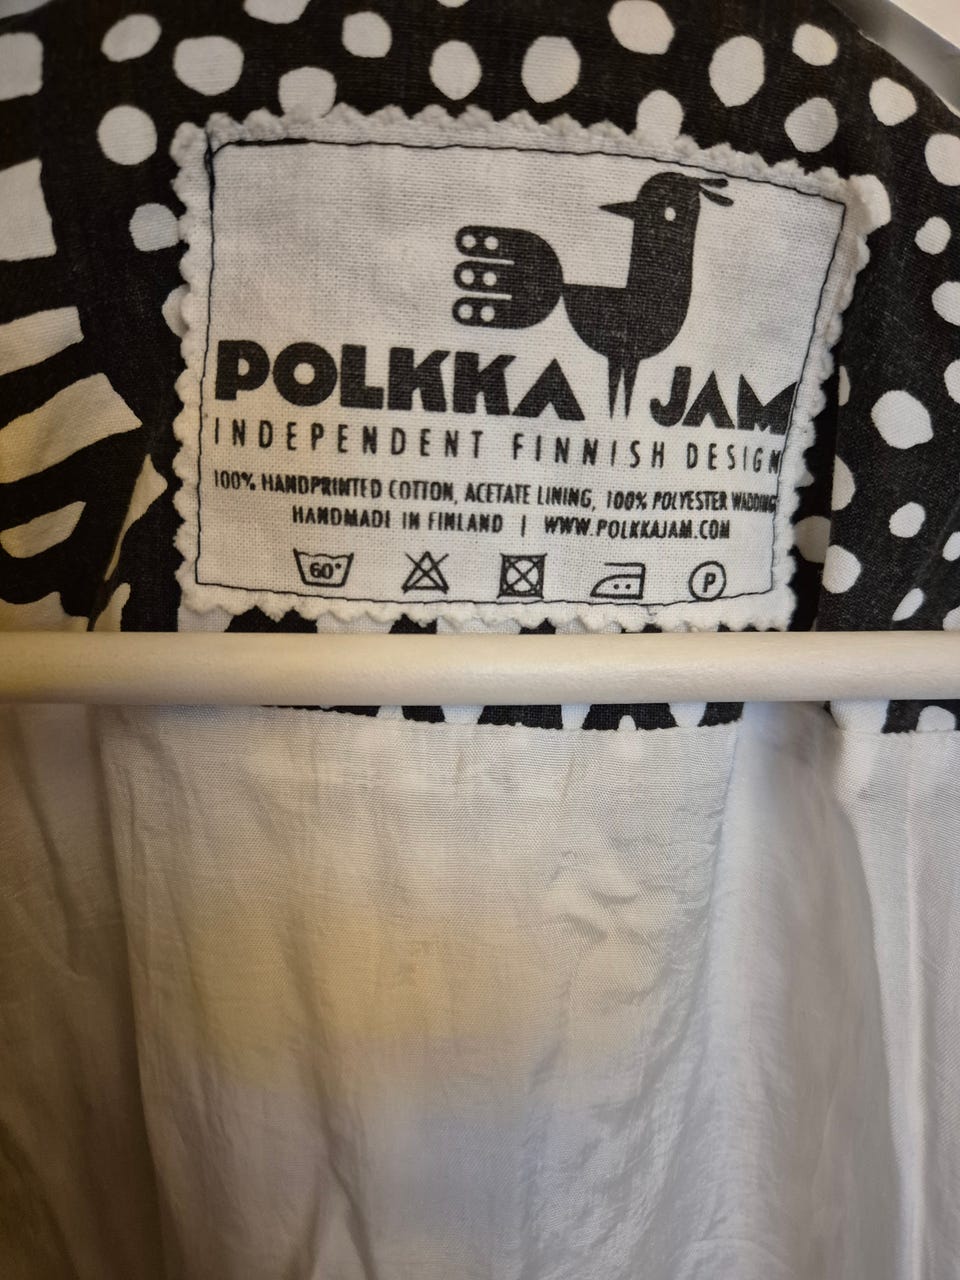 POLKKA JAM
INDEPENDENT FINNISH DESIGN
100% HANDPRINTED COTTON, ACETATE LINING, 100% POLYESTER WADDING
HANDMADE IN FINLAND | WWW.POLKKAJAM.COM
60° P